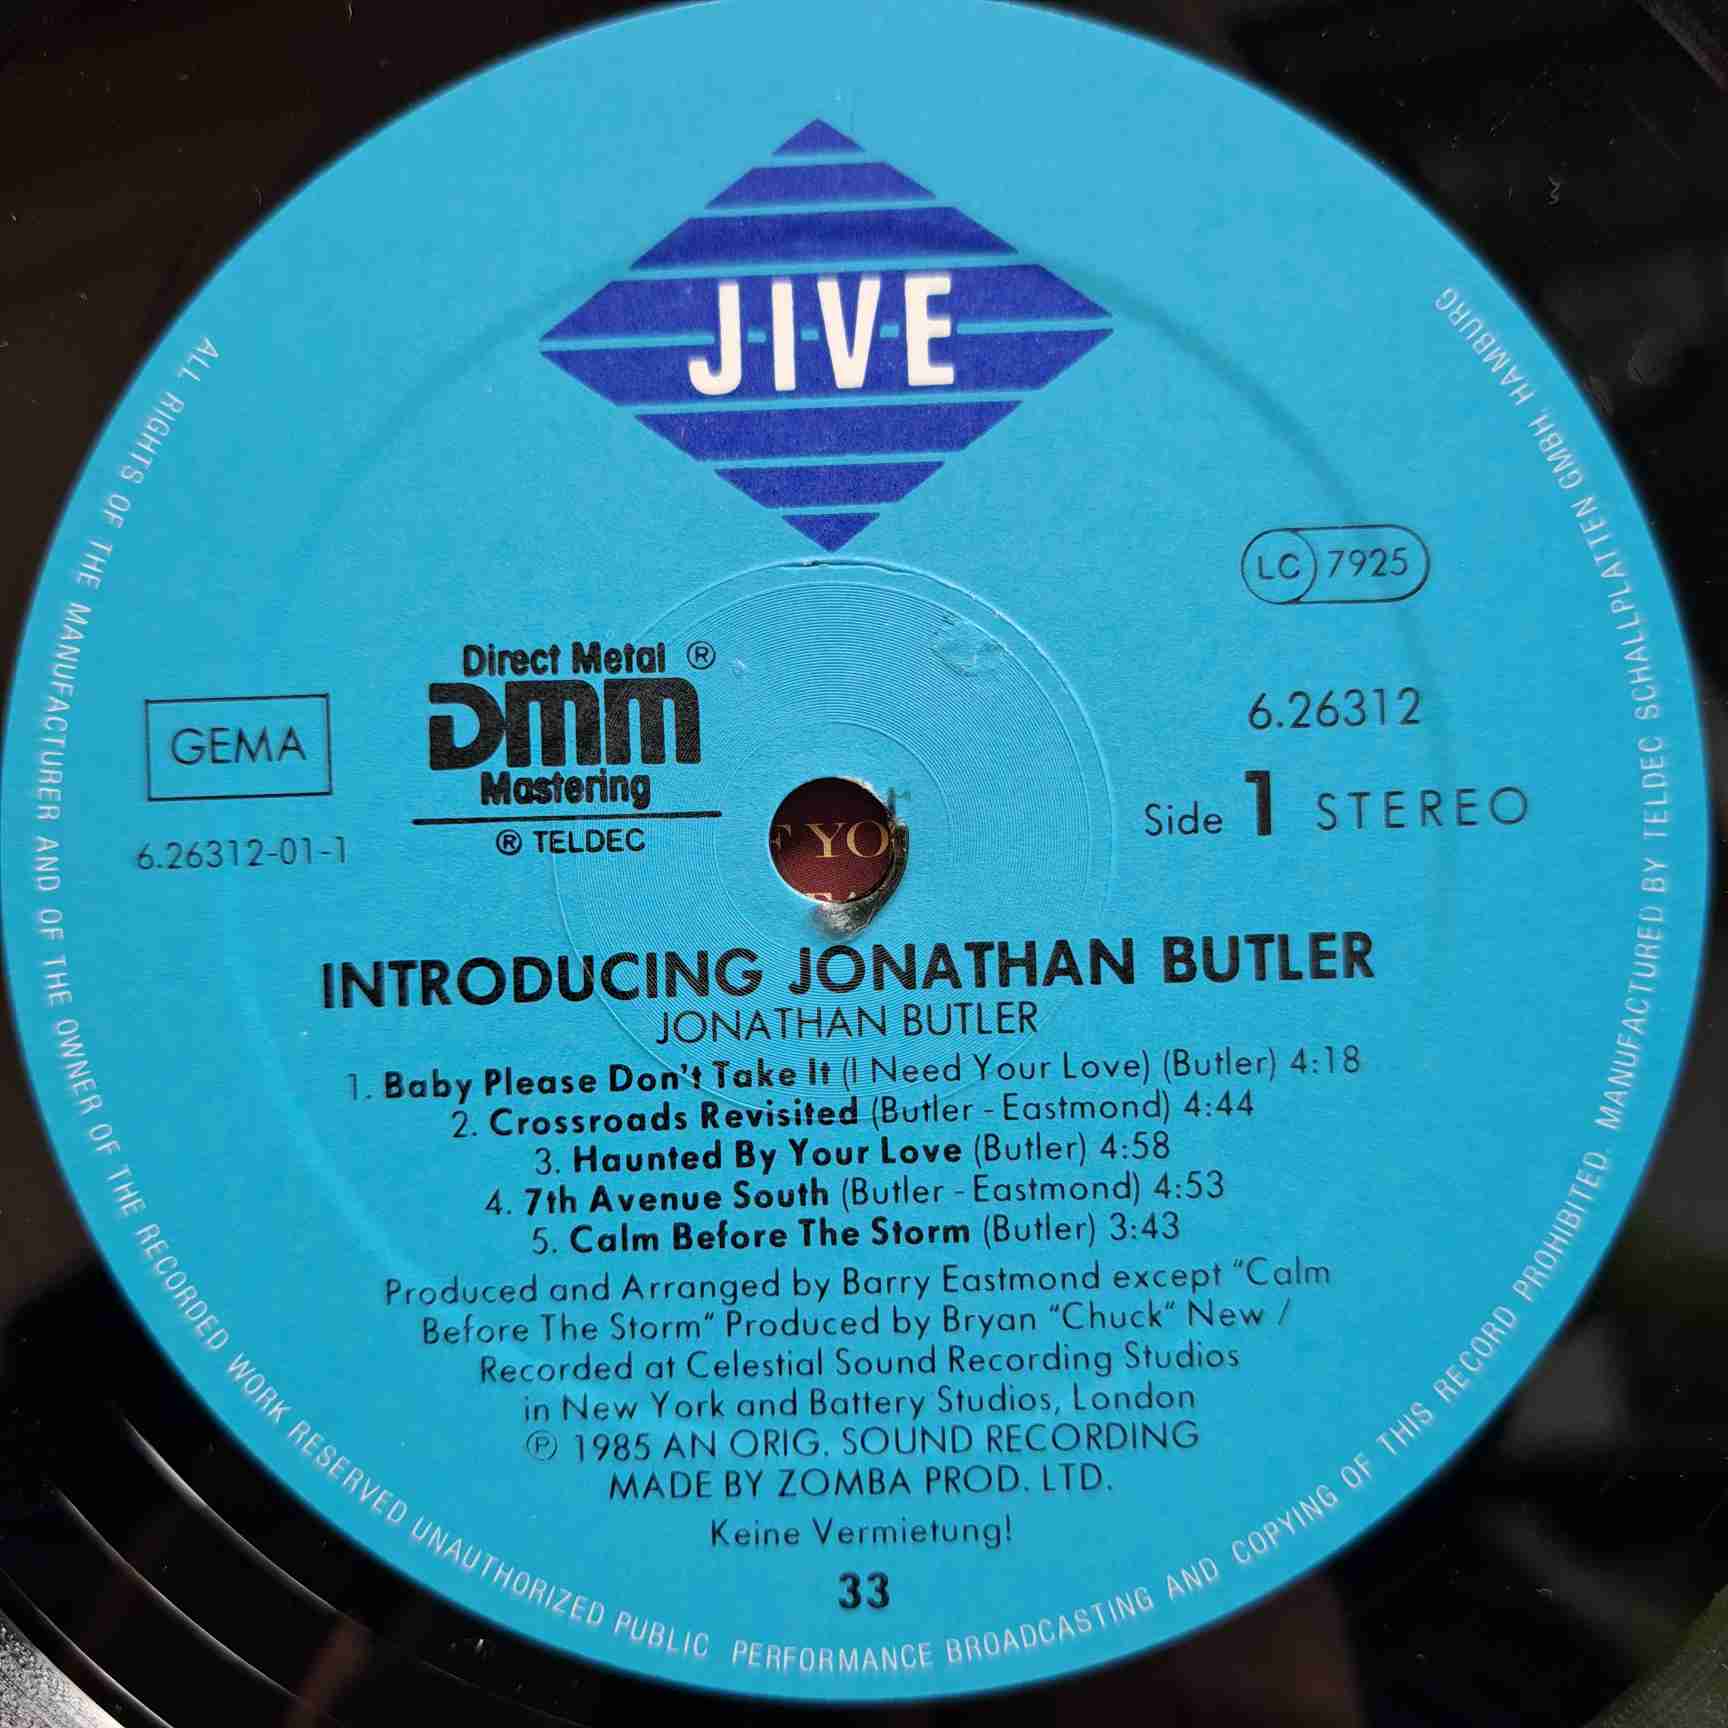 JIVE
LC 7925
Direct Metal ®
DMM
Mastering
® TELDEC
GEMA
6.26312-01-1
6.26312
Side 1 STEREO
F YO
INTRODUCING JONATHAN BUTLER
JONATHAN BUTLER
1. Baby Please Don't Take It (I Need Your Love) (Butler) 4:18
2. Crossroads Revisited (Butler - Eastmond) 4:44
3. Haunted By Your Love (Butler) 4:58
4. 7th Avenue South (Butler - Eastmond) 4:53
5. Calm Before The Storm (Butler) 3:43
Produced and Arranged by Barry Eastmond except "Calm
Before The Storm" Produced by Bryan "Chuck" New /
Recorded at Celestial Sound Recording Studios
in New York and Battery Studios, London
℗ 1985 AN ORIG. SOUND RECORDING
MADE BY ZOMBA PROD. LTD.
Keine Vermietung!
33
ALL RIGHTS OF THE MANUFACTURER AND OF THE OWNER OF THE RECORDED WORK RESERVED UNAUTHORIZED PUBLIC PERFORMANCE BROADCASTING AND COPYING OF THIS RECORD PROHIBITED. MANUFACTURED BY TELDEC SCHALLPLATTEN GMBH, HAMBURG